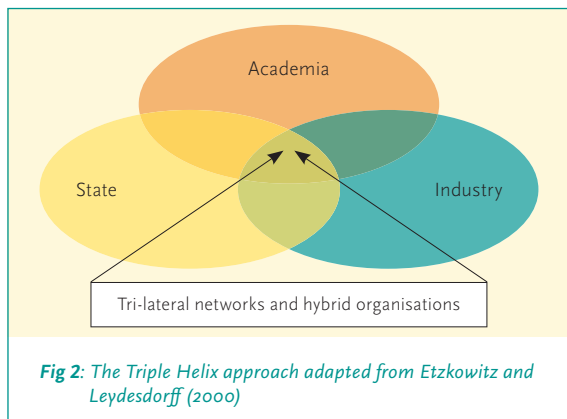 Academia
State
Industry
Tri-lateral networks and hybrid organisations
Fig 2: The Triple Helix approach adapted from Etzkowitz and
Leydesdorff (2000)